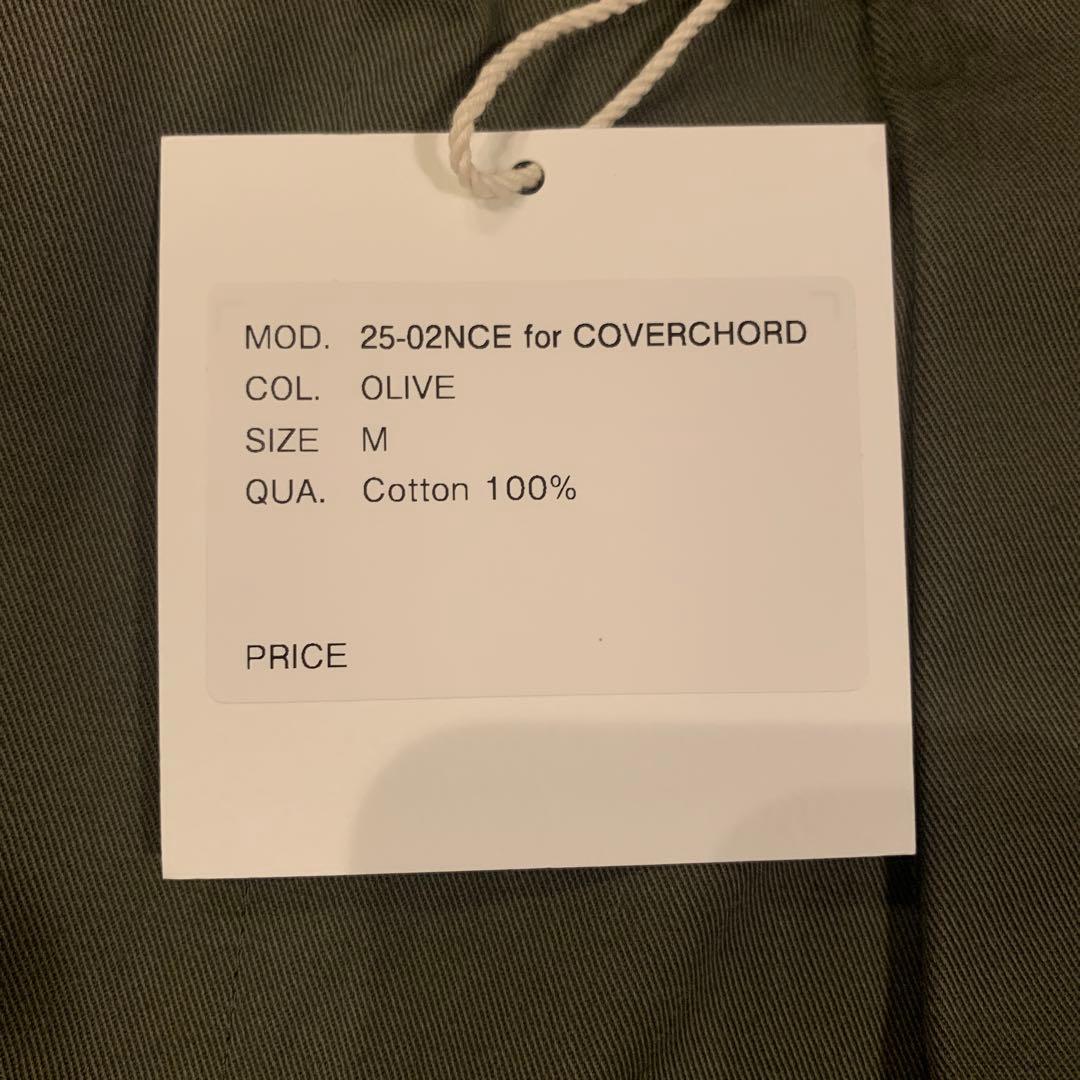 MOD. 25-02NCE for COVERCHORD
COL. OLIVE
SIZE M
QUA. Cotton 100%
PRICE